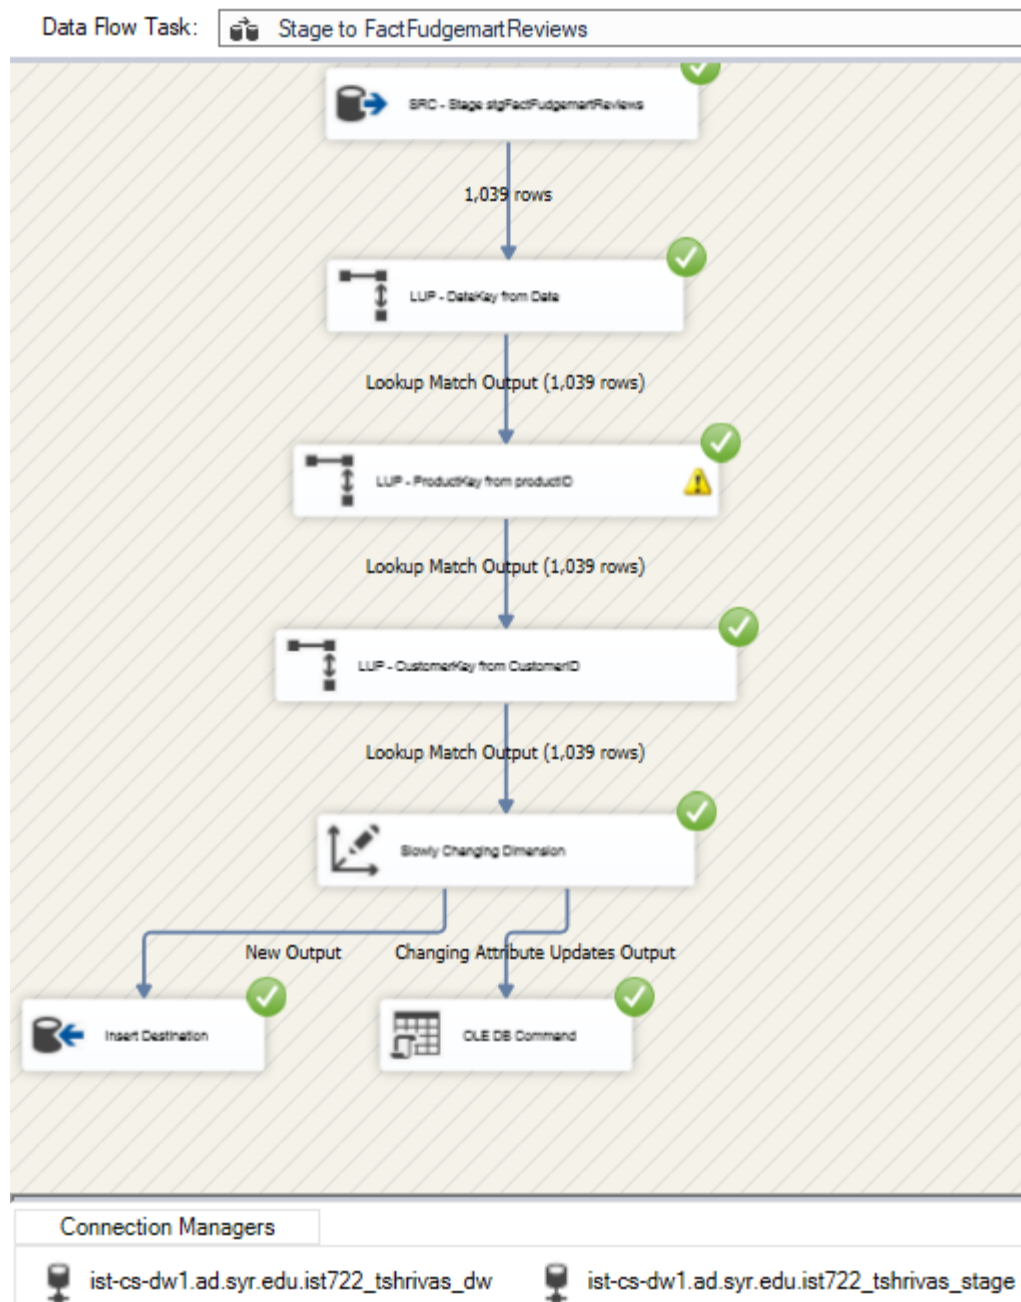 Data Flow Task: Stage to FactFudgemartReviews
SRC - Stage stgFactFudgemartReviews
1,039 rows
LUP - DateKey from Date
Lookup Match Output (1,039 rows)
LUP - ProductKey from productID
Lookup Match Output (1,039 rows)
LUP - CustomerKey from CustomerID
Lookup Match Output (1,039 rows)
Slowly Changing Dimension
New Output Changing Attribute Updates Output
Insert Destination OLE DB Command
Connection Managers
ist-cs-dw1.ad.syr.edu.ist722_tshrivas_dw ist-cs-dw1.ad.syr.edu.ist722_tshrivas_stage